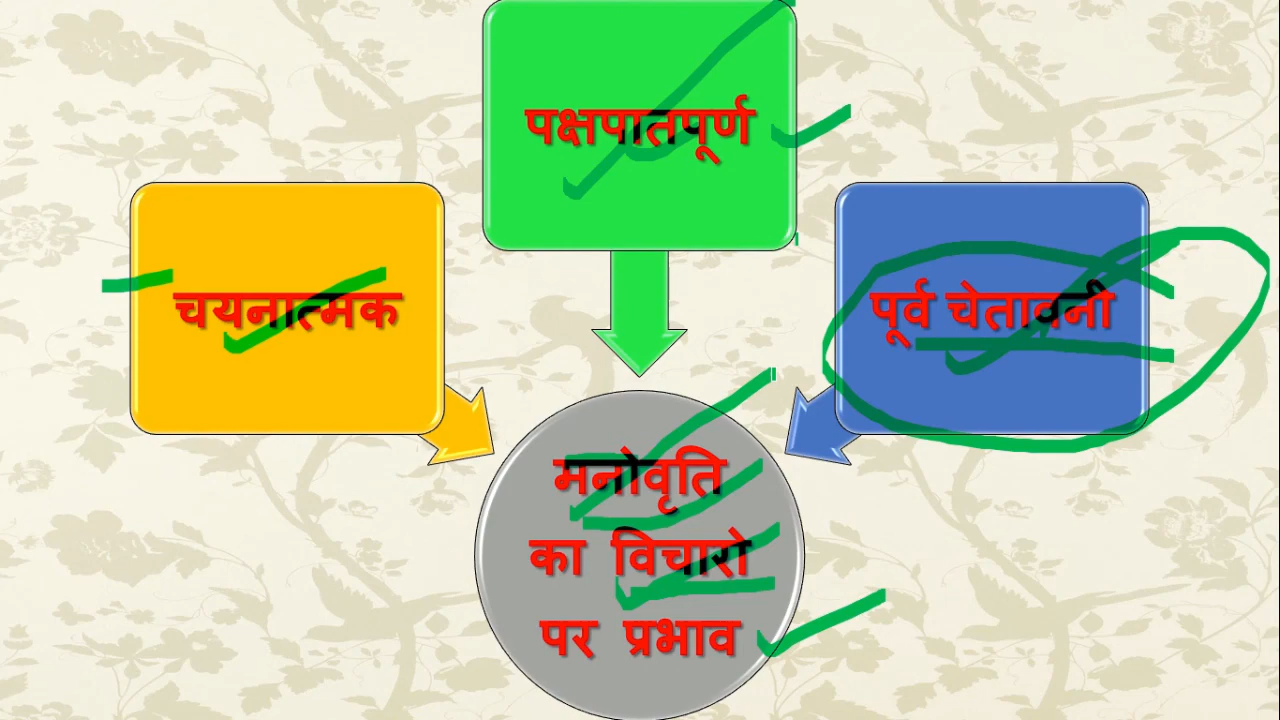 पक्षपातपूर्ण
चयनात्मक
पूर्व चेतावनी
मनोवृति
का विचारो
पर प्रभाव